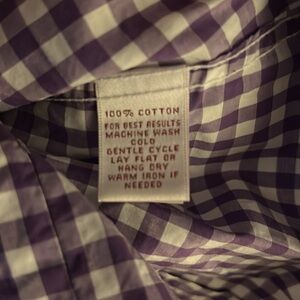 100% COTTON
FOR BEST RESULTS
MACHINE WASH
COLD
GENTLE CYCLE
LAY FLAT OR
HANG DRY
WARM IRON IF
NEEDED